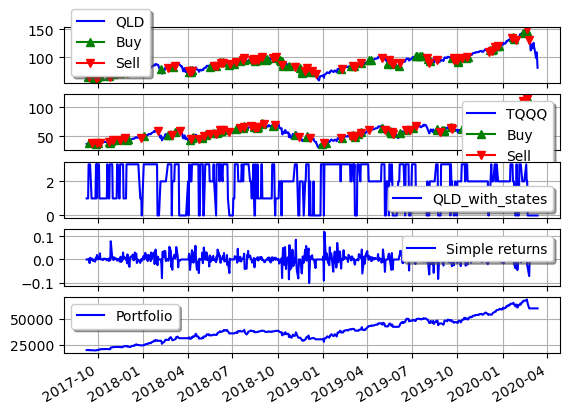 150
100
QLD
Buy
Sell
100
50
TQQQ
Buy
Sell
2
0
QLD_with_states
0.1
0.0
−0.1
Simple returns
50000
25000
Portfolio
2017-10 2018-01 2018-04 2018-07 2018-10 2019-01 2019-04 2019-07 2019-10 2020-01 2020-04